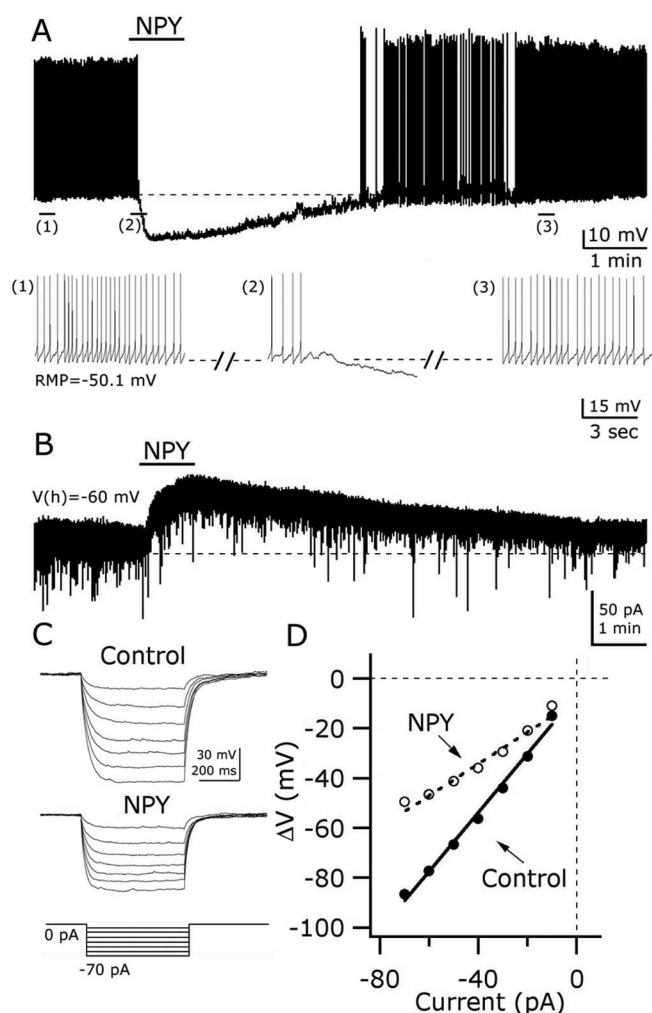 A
NPY
(1)
(2)
(3)
10 mV
1 min
(1)
(2)
(3)
RMP=-50.1 mV
15 mV
3 sec
B
NPY
V(h)=-60 mV
50 pA
1 min
C
Control
30 mV
200 ms
NPY
0 pA
-70 pA
D
0
-20
-40
-60
-80
-100
ΔV (mV)
NPY
Control
-80
-40
0
Current (pA)